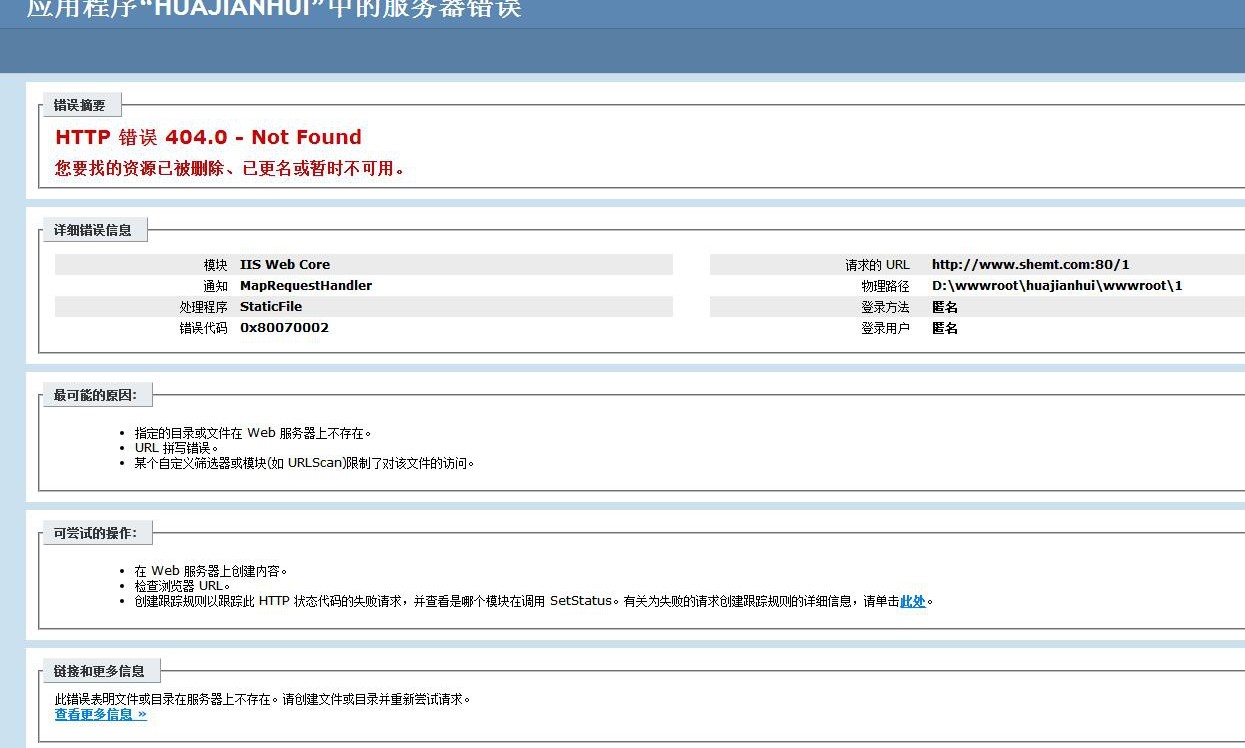 应用程序“HUAJIANHUI”中的服务器错误
错误摘要
HTTP 错误 404.0 - Not Found
您要找的资源已被删除、已更名或暂时不可用。
详细错误信息
模块 IIS Web Core
通知 MapRequestHandler
处理程序 StaticFile
错误代码 0x80070002
请求的 URL http://www.shemt.com:80/1
物理路径 D:\wwwroot\huajianhui\wwwroot\1
登录方法 匿名
登录用户 匿名
最可能的原因:
• 指定的目录或文件在 Web 服务器上不存在。
• URL 拼写错误。
• 某个自定义筛选器或模块(如 URLScan)限制了对该文件的访问。
可尝试的操作:
• 在 Web 服务器上创建内容。
• 检查浏览器 URL。
• 创建跟踪规则以跟踪此 HTTP 状态代码的失败请求，并查看是哪个模块在调用 SetStatus。有关为失败的请求创建跟踪规则的详细信息，请单击此处。
链接和更多信息
此错误表明文件或目录在服务器上不存在。请创建文件或目录并重新尝试请求。
查看更多信息 »